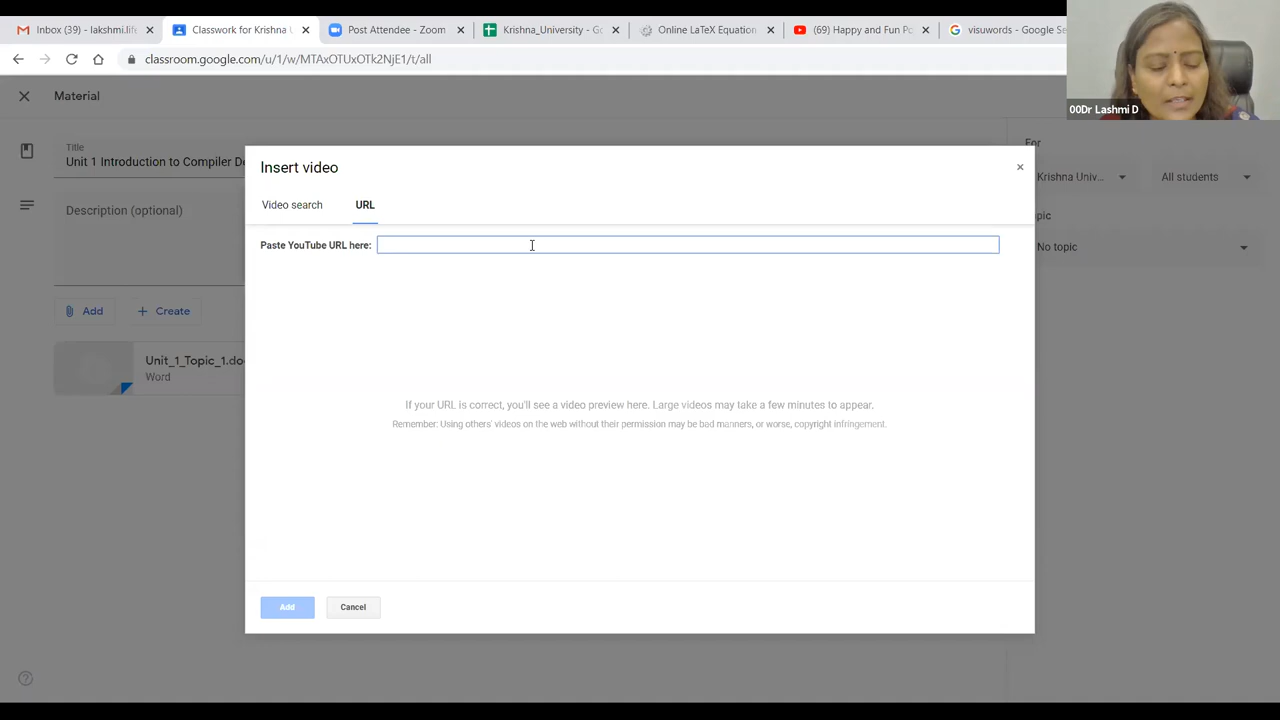 Inbox (39) - lakshmi.life
Classwork for Krishna U
Post Attendee - Zoom
Krishna_University - Go
Online LaTeX Equation
(69) Happy and Fun Po
visuwords - Google Se
classroom.google.com/u/1/w/MTAxOTUxOTk2NjE1/t/all
00Dr Lashmi D
Material
Title
Unit 1 Introduction to Compiler De
Description (optional)
Add
Create
Unit_1_Topic_1.do
Word
Insert video
×
Video search
URL
Paste YouTube URL here:
If your URL is correct, you'll see a video preview here. Large videos may take a few minutes to appear.
Remember: Using others' videos on the web without their permission may be bad manners, or worse, copyright infringement.
Add
Cancel
For
Krishna Univ...
All students
opic
No topic